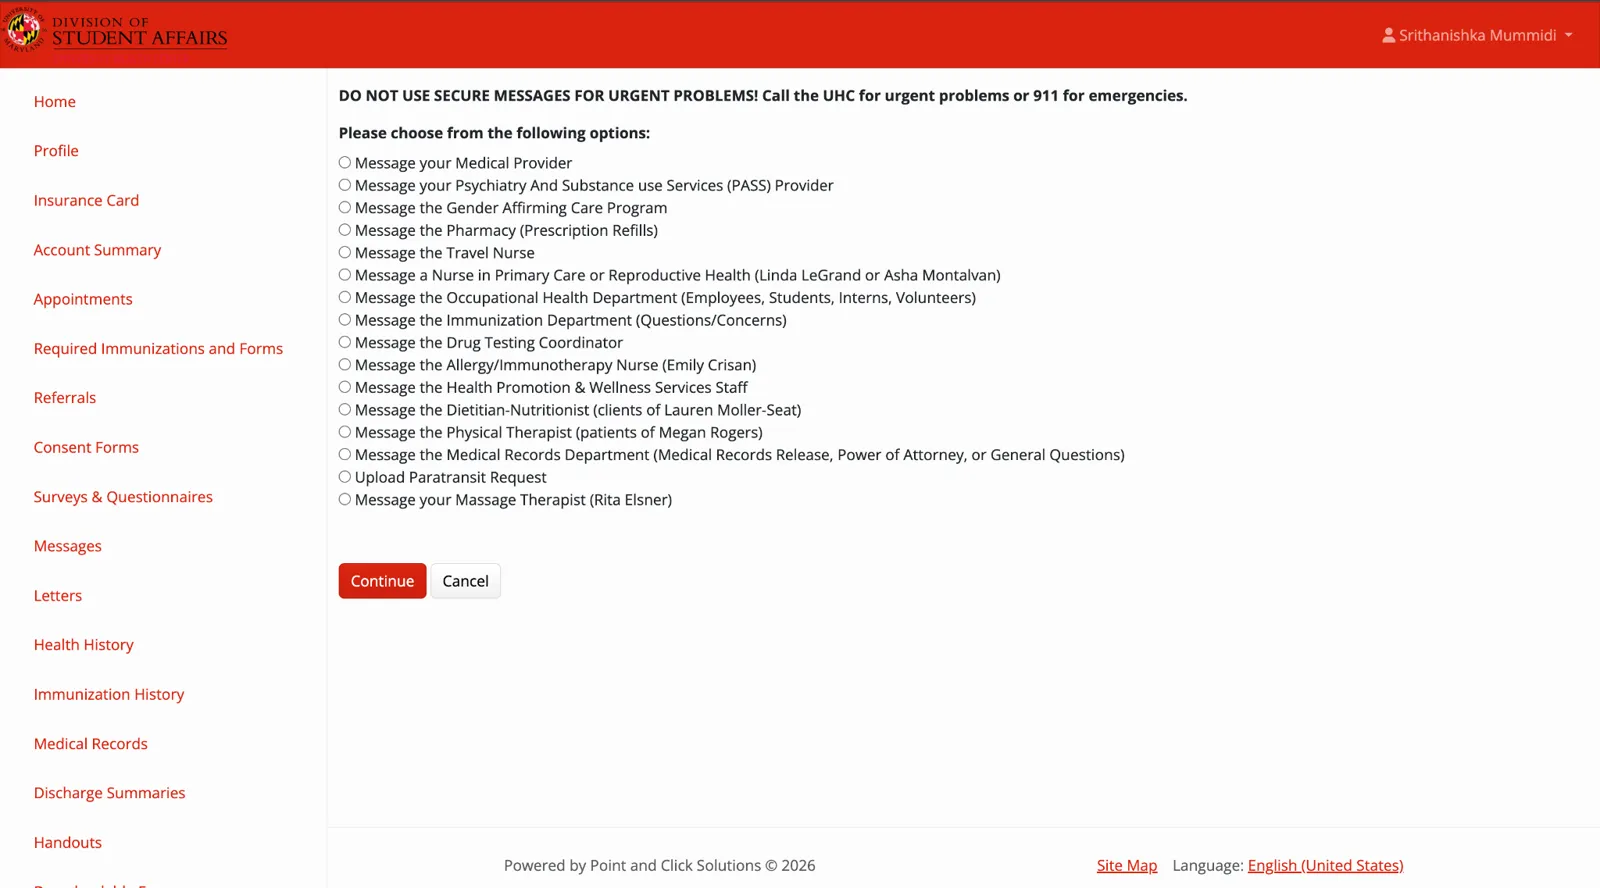 UNIVERSITY OF
MARYLAND
DIVISION OF
STUDENT AFFAIRS
Srithanishka Mummidi
Home
Profile
Insurance Card
Account Summary
Appointments
Required Immunizations and Forms
Referrals
Consent Forms
Surveys & Questionnaires
Messages
Letters
Health History
Immunization History
Medical Records
Discharge Summaries
Handouts
DO NOT USE SECURE MESSAGES FOR URGENT PROBLEMS! Call the UHC for urgent problems or 911 for emergencies.
Please choose from the following options:
Message your Medical Provider
Message your Psychiatry And Substance use Services (PASS) Provider
Message the Gender Affirming Care Program
Message the Pharmacy (Prescription Refills)
Message the Travel Nurse
Message a Nurse in Primary Care or Reproductive Health (Linda LeGrand or Asha Montalvan)
Message the Occupational Health Department (Employees, Students, Interns, Volunteers)
Message the Immunization Department (Questions/Concerns)
Message the Drug Testing Coordinator
Message the Allergy/Immunotherapy Nurse (Emily Crisan)
Message the Health Promotion & Wellness Services Staff
Message the Dietitian-Nutritionist (clients of Lauren Moller-Seat)
Message the Physical Therapist (patients of Megan Rogers)
Message the Medical Records Department (Medical Records Release, Power of Attorney, or General Questions)
Upload Paratransit Request
Message your Massage Therapist (Rita Elsner)
Continue Cancel
Powered by Point and Click Solutions © 2026
Site Map Language: English (United States)